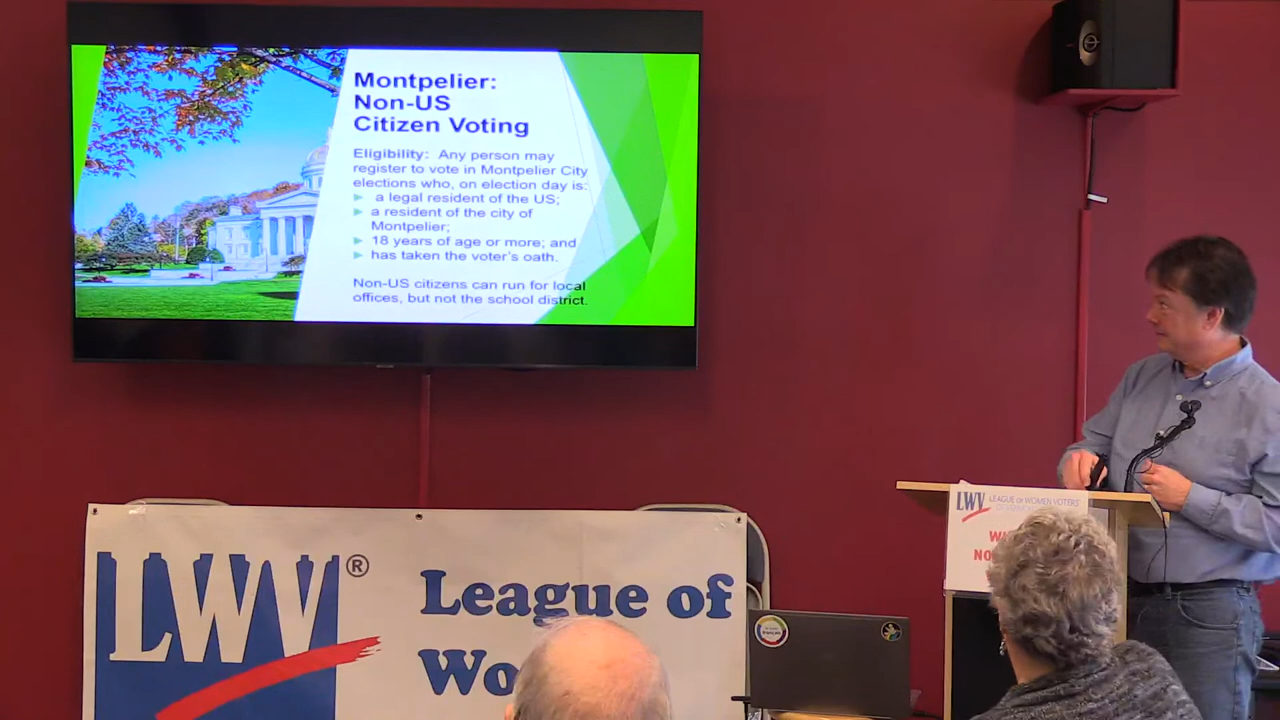 Montpelier:
Non-US
Citizen Voting
Eligibility: Any person may
register to vote in Montpelier City
elections who, on election day is:
a legal resident of the US;
a resident of the city of
Montpelier;
18 years of age or more; and
has taken the voter's oath.
Non-US citizens can run for local
offices, but not the school district.
LWV
LEAGUE OF WOMEN VOTERS
OF VERMONT
NO
LWV®
League of
Wo